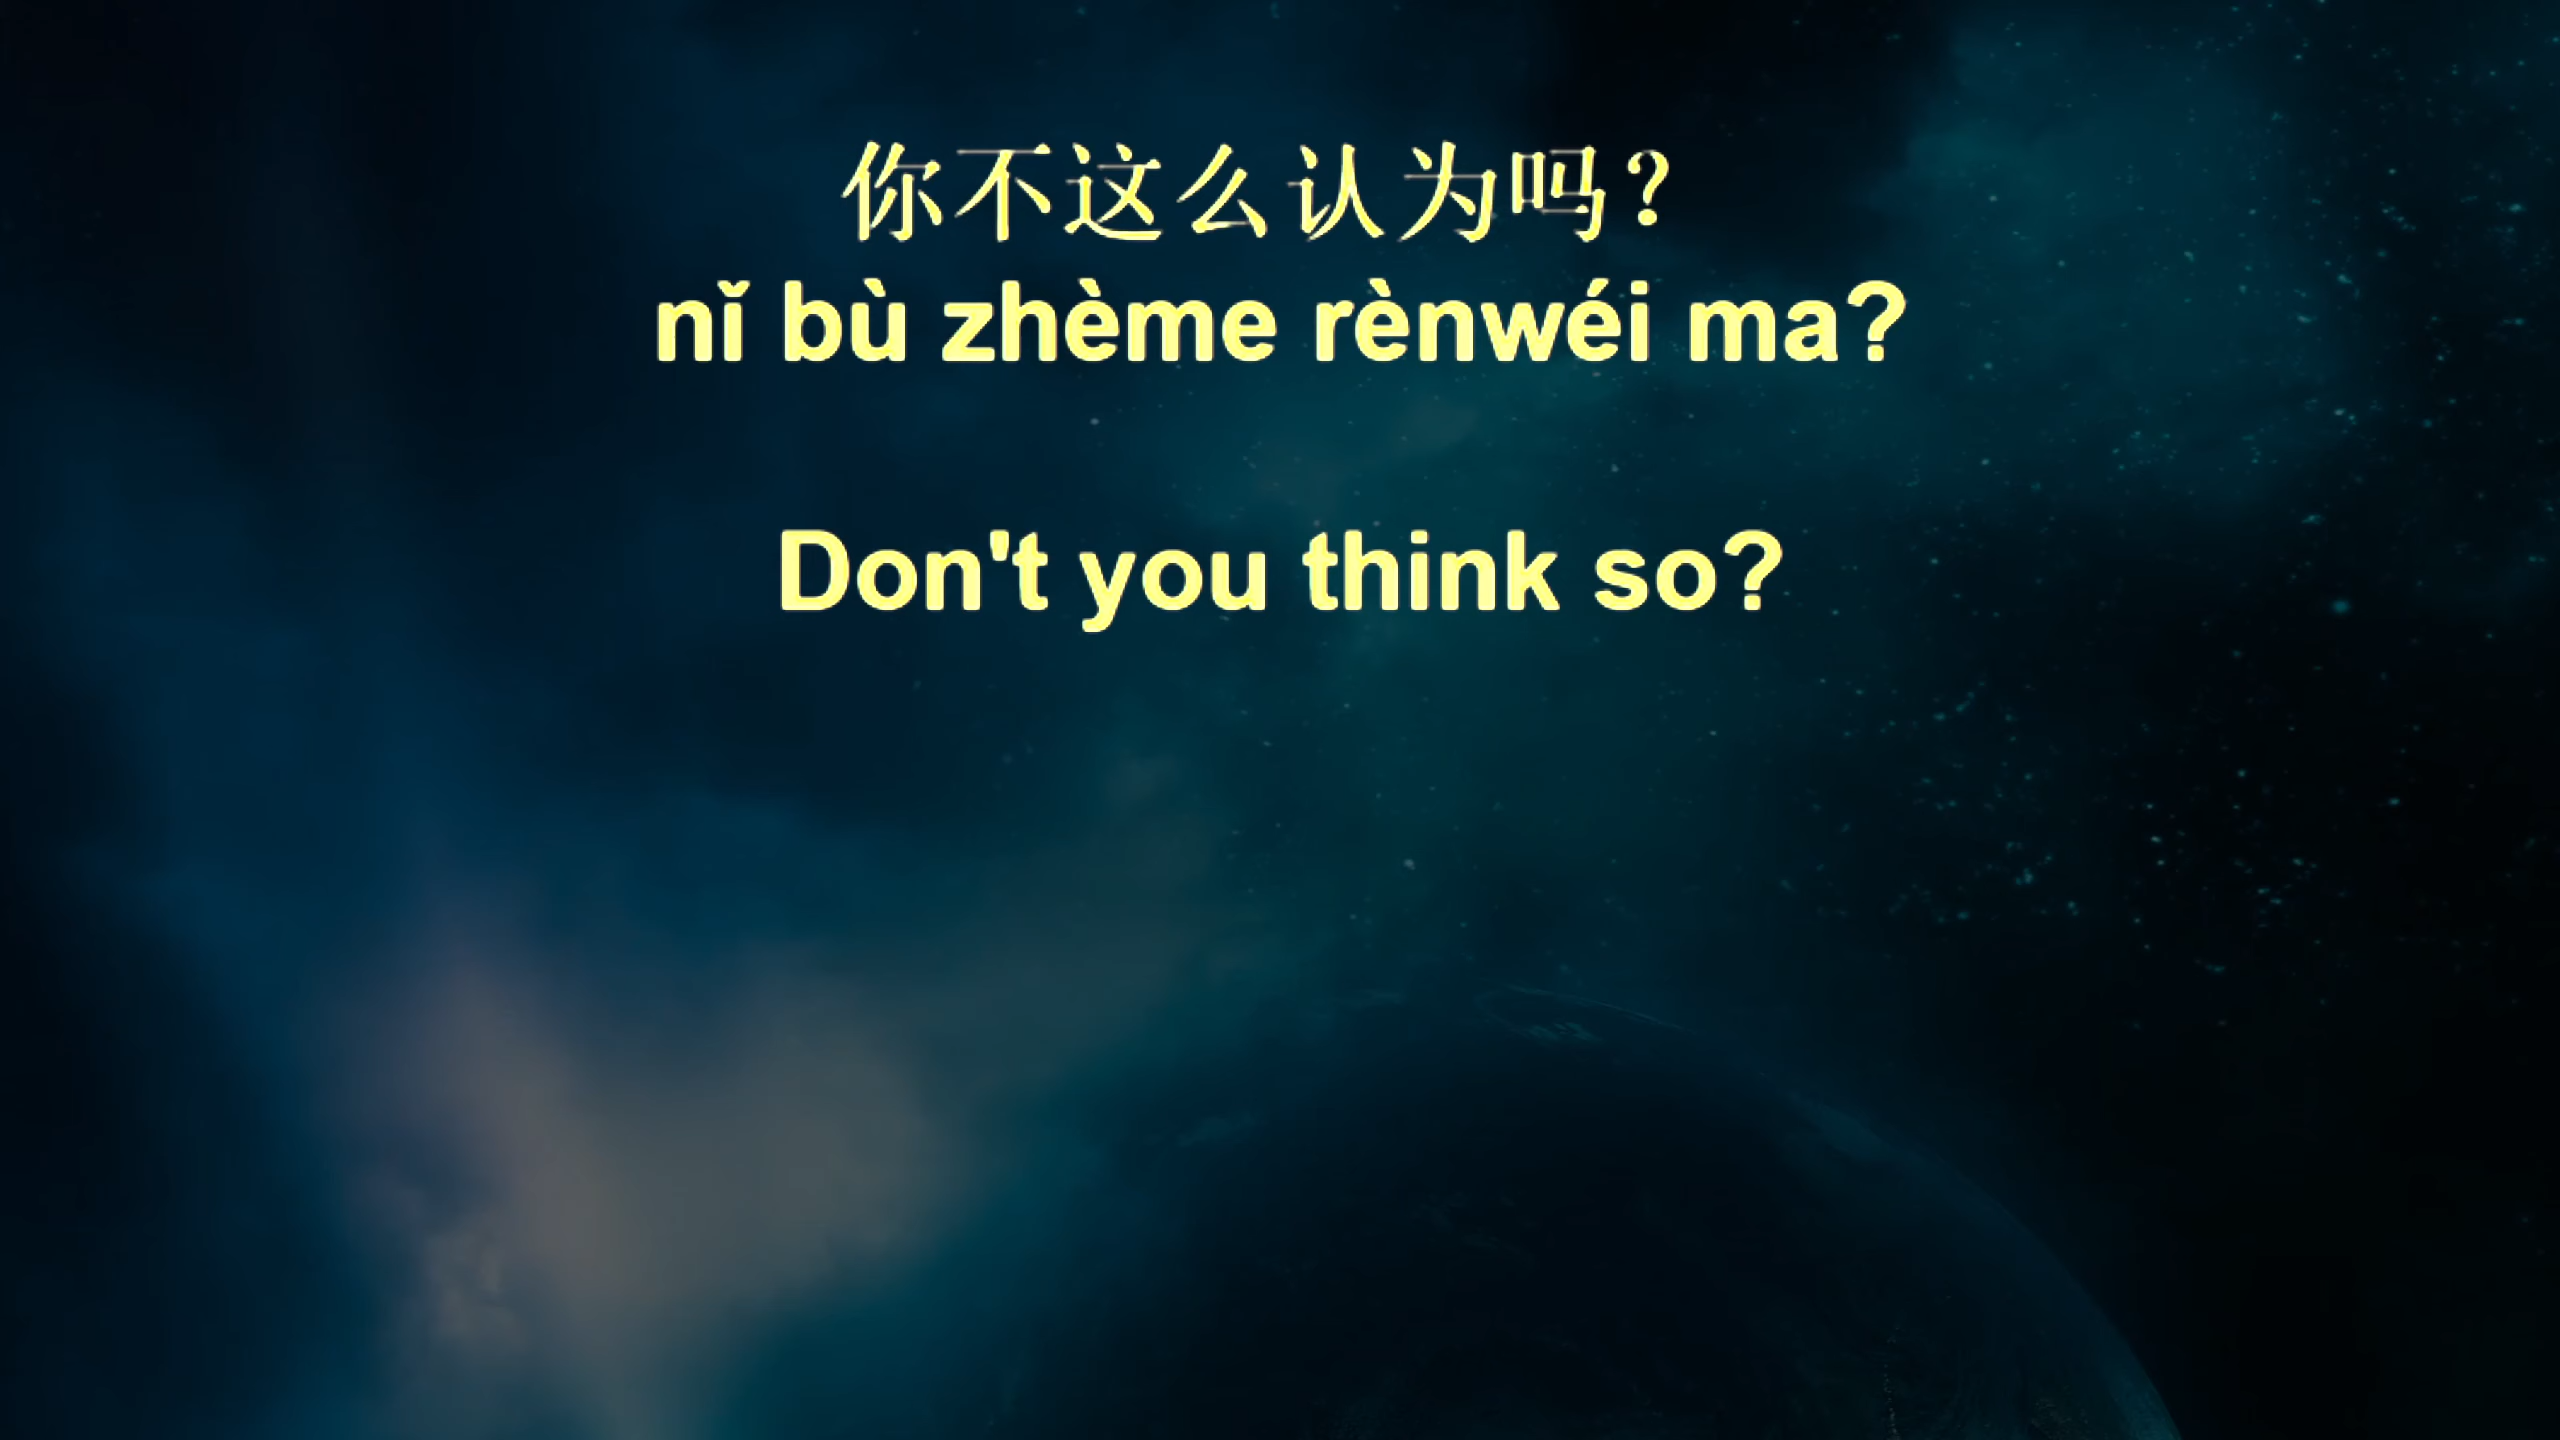 你不这么认为吗？
nǐ bù zhème rènwéi ma?
Don't you think so?